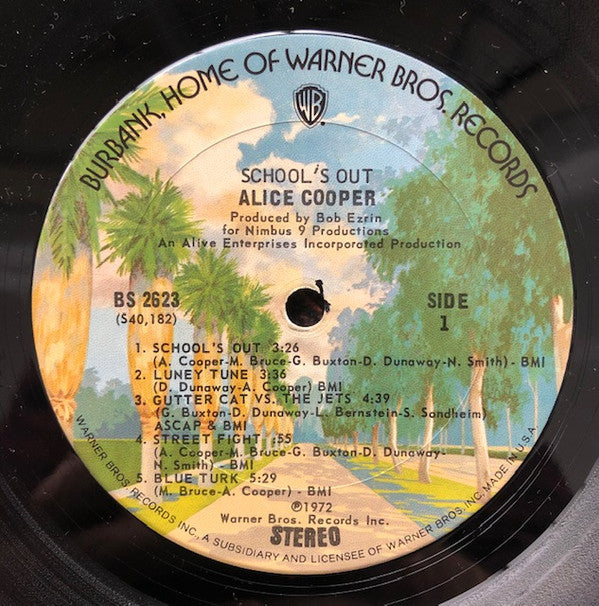 BURBANK, HOME OF WARNER BROS. RECORDS
WB
SCHOOL'S OUT
ALICE COOPER
Produced by Bob Ezrin
for Nimbus 9 Productions
An Alive Enterprises Incorporated Production
BS 2623
(S40,182)
SIDE
1
1. SCHOOL'S OUT 3:26
(A. Cooper-M. Bruce-G. Buxton-D. Dunaway-N. Smith) - BMI
2. LUNEY TUNE 3:36
(D. Dunaway-A. Cooper) BMI
3. GUTTER CAT VS. THE JETS 4:39
(G. Buxton-D. Dunaway-L. Bernstein-S. Sondheim)
ASCAP & BMI
4. STREET FIGHT :55
(A. Cooper-M. Bruce-G. Buxton-D. Dunaway-
N. Smith) - BMI
5. BLUE TURK 5:29
(M. Bruce-A. Cooper) - BMI
℗1972
Warner Bros. Records Inc.
STEREO
WARNER BROS. RECORDS INC., A SUBSIDIARY AND LICENSEE OF WARNER BROS. INC. MADE IN U.S.A.